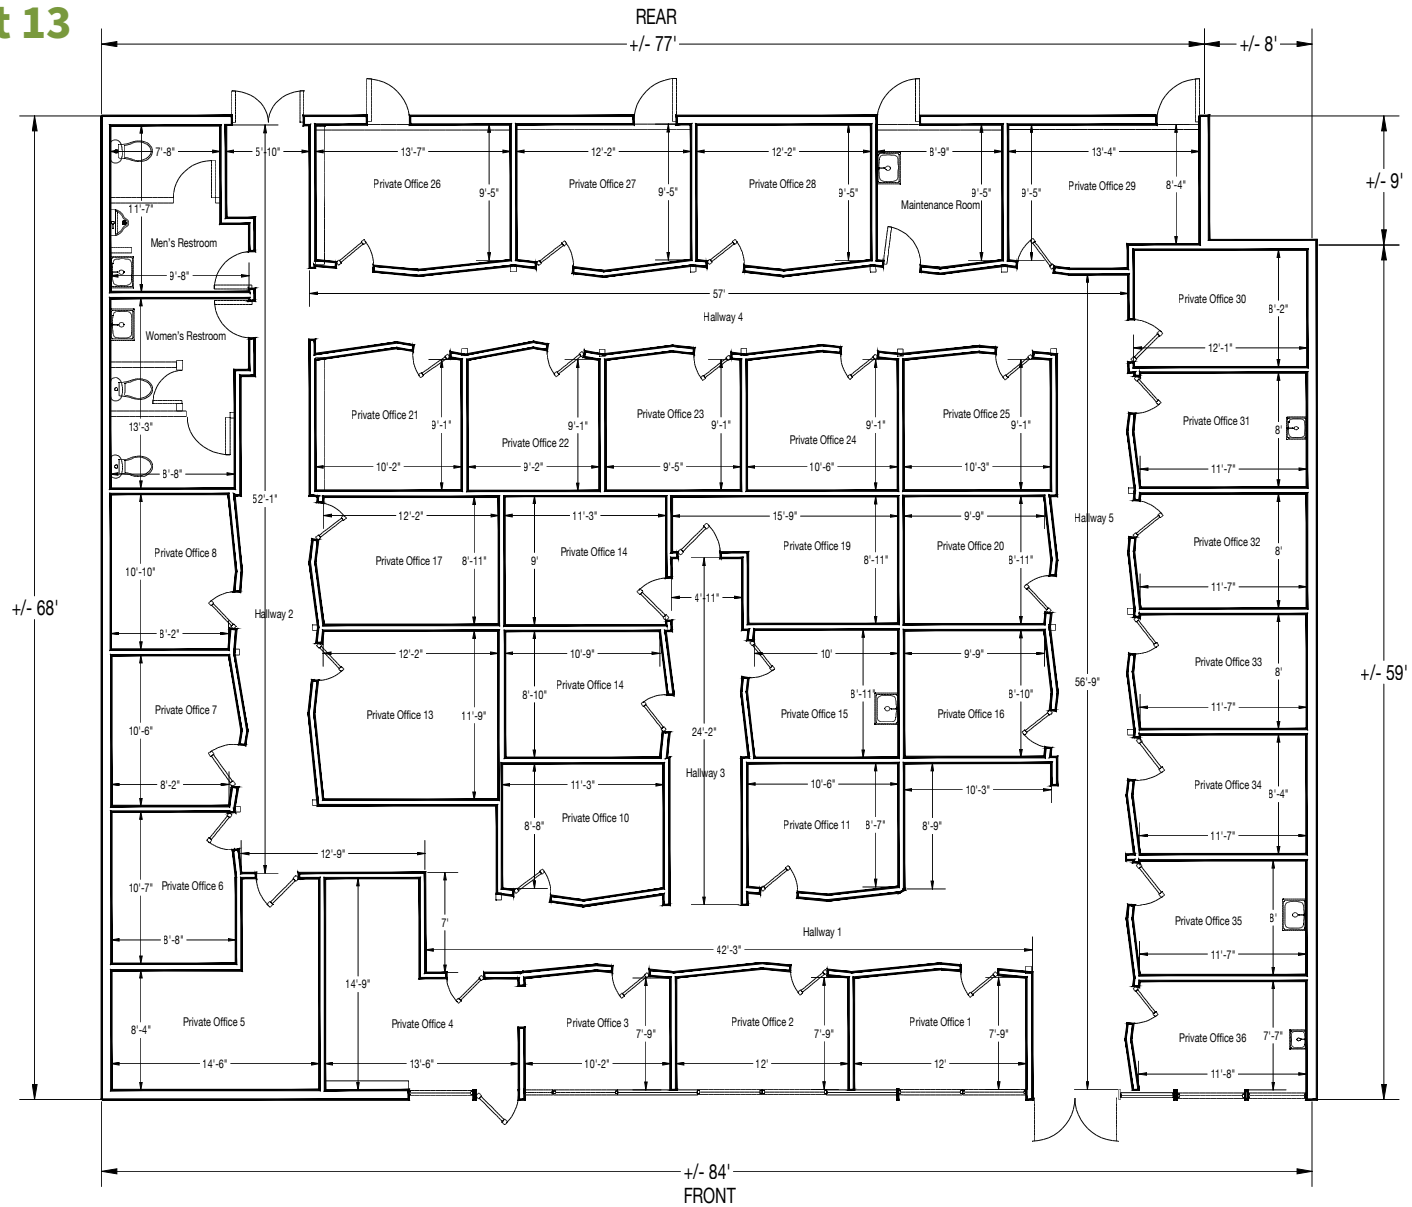 t 13
REAR
+/- 77'
+/- 8'
7'-8"
5'-10"
13'-7"
12'-2"
12'-2"
8'-9"
13'-4"
Private Office 26
Private Office 27
Private Office 28
Private Office 29
9'-5"
9'-5"
9'-5"
9'-5"
9'-5"
8'-4"
+/- 9'
Maintenance Room
11'-7"
Men's Restroom
9'-8"
57'
Hallway 4
Private Office 30
8'-2"
12'-1"
Women's Restroom
13'-3"
8'-8"
Private Office 21
9'-1"
10'-2"
Private Office 22
9'-1"
9'-2"
Private Office 23
9'-1"
9'-5"
Private Office 24
9'-1"
10'-6"
Private Office 25
9'-1"
10'-3"
Private Office 31
8'
11'-7"
52'-1"
12'-2"
11'-3"
15'-9"
9'-9"
Hallway 5
Private Office 8
10'-10"
8'-2"
Private Office 17
8'-11"
Private Office 14
9'
Private Office 19
8'-11"
Private Office 20
8'-11"
Private Office 32
8'
11'-7"
4'-11"
+/- 68'
Hallway 2
12'-2"
10'-9"
10'
9'-9"
Private Office 33
8'
11'-7"
+/- 59'
Private Office 7
10'-6"
8'-2"
Private Office 13
11'-9"
Private Office 14
8'-10"
24'-2"
Hallway 3
Private Office 15
8'-11"
Private Office 16
8'-10"
56'-9"
11'-3"
10'-6"
10'-3"
Private Office 34
8'-4"
11'-7"
Private Office 10
8'-8"
Private Office 11
8'-7"
8'-9"
12'-9"
10'-7"
Private Office 6
8'-8"
7'
Hallway 1
42'-3"
Private Office 35
8'
11'-7"
14'-9"
Private Office 5
8'-4"
14'-6"
Private Office 4
13'-6"
Private Office 3
7'-9"
10'-2"
Private Office 2
7'-9"
12'
Private Office 1
7'-9"
12'
Private Office 36
7'-7"
11'-8"
+/- 84'
FRONT